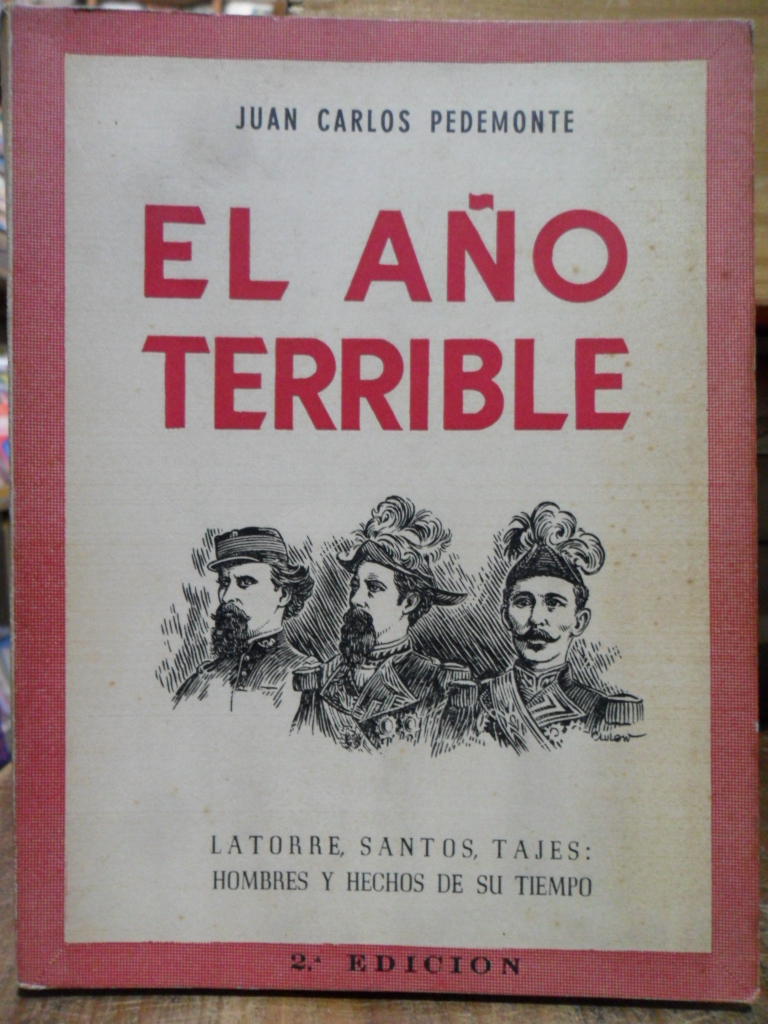 JUAN CARLOS PEDEMONTE
EL AÑO
TERRIBLE
LATORRE, SANTOS, TAJES:
HOMBRES Y HECHOS DE SU TIEMPO
2.ª EDICION